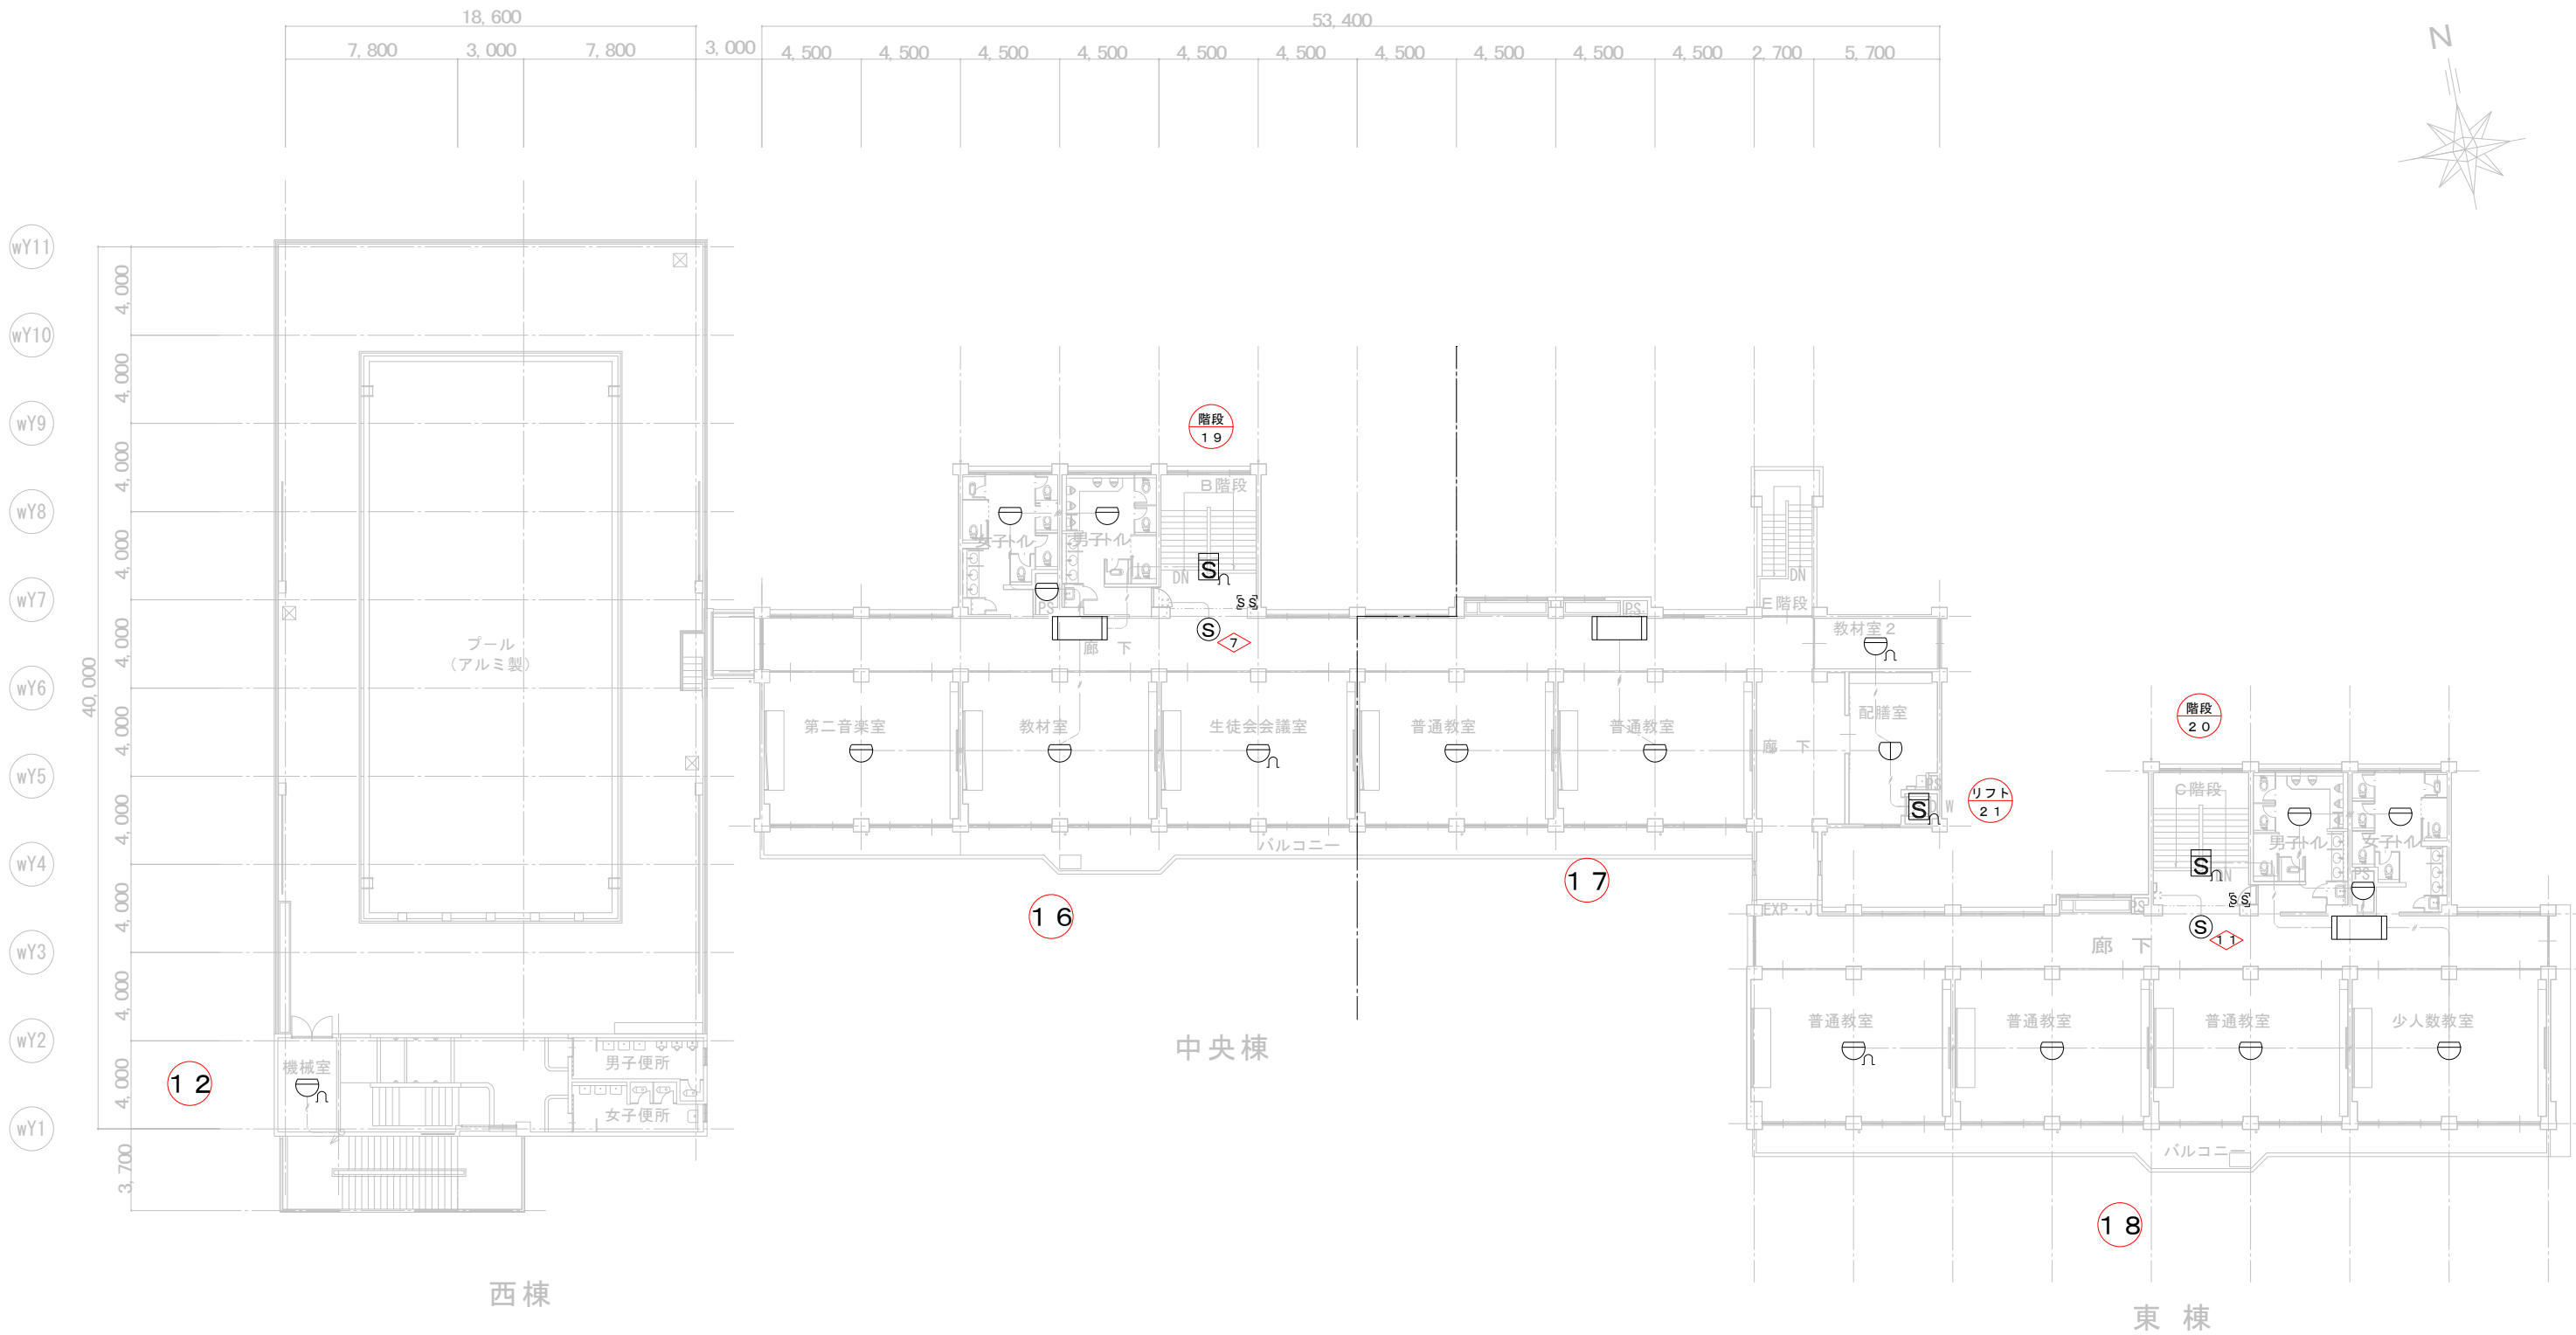 18,600
53,400
7,800
3,000
7,800
3,000
4,500
4,500
4,500
4,500
4,500
4,500
4,500
4,500
4,500
4,500
2,700
5,700
N
wY11
wY10
wY9
wY8
wY7
wY6
wY5
wY4
wY3
wY2
wY1
4,000
4,000
4,000
4,000
4,000
4,000
4,000
4,000
4,000
4,000
3,700
40,000
プール
(アルミ製)
機械室
男子便所
女子便所
12
西棟
階段
19
B階段
女子トイレ
男子トイレ
DN
S
SS
PS
S
7
廊下
第二音楽室
教材室
生徒会会議室
普通教室
普通教室
バルコニー
16
17
中央棟
PS
DN
E階段
教材室2
配膳室
廊下
PS
S
W
リフト
21
EXP・J
階段
20
C階段
男子トイレ
女子トイレ
S
DN
SS
PS
PS
S
11
廊下
普通教室
普通教室
普通教室
少人数教室
バルコニー
18
東棟